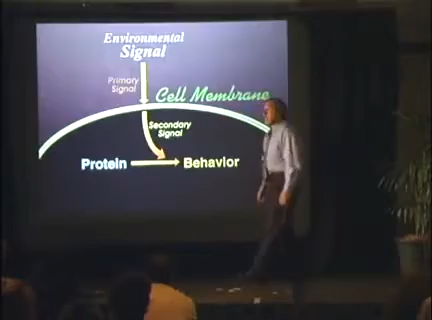 Environmental
Signal
Primary
Signal
Cell Membrane
Secondary
Signal
Protein
Behavior